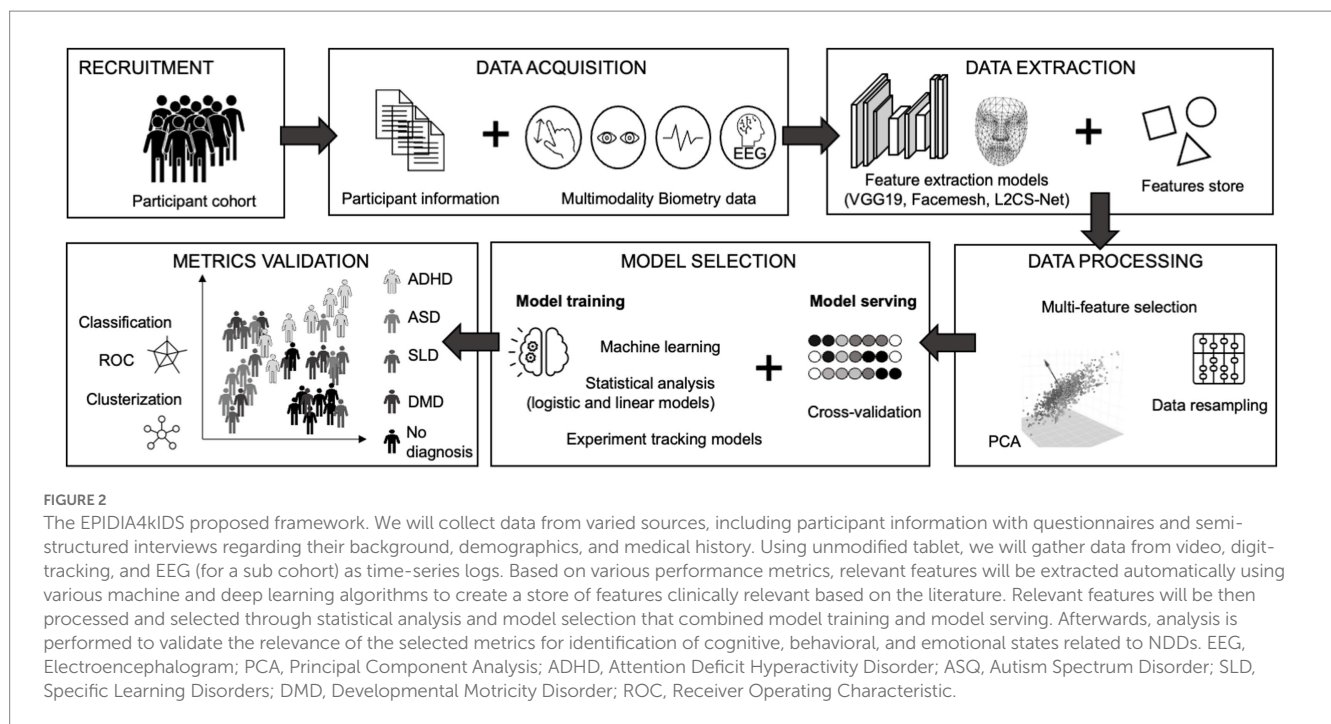 RECRUITMENT
Participant cohort
DATA ACQUISITION
Participant information
+
EEG
Multimodality Biometry data
DATA EXTRACTION
Feature extraction models
(VGG19, Facemesh, L2CS-Net)
+
Features store
METRICS VALIDATION
Classification
ROC
Clusterization
ADHD
ASD
SLD
DMD
No
diagnosis
MODEL SELECTION
Model training
Machine learning
Statistical analysis
(logistic and linear models)
Experiment tracking models
+
Model serving
Cross-validation
DATA PROCESSING
Multi-feature selection
PCA
Data resampling
FIGURE 2
The EPIDIA4kIDS proposed framework. We will collect data from varied sources, including participant information with questionnaires and semi-
structured interviews regarding their background, demographics, and medical history. Using unmodified tablet, we will gather data from video, digit-
tracking, and EEG (for a sub cohort) as time-series logs. Based on various performance metrics, relevant features will be extracted automatically using
various machine and deep learning algorithms to create a store of features clinically relevant based on the literature. Relevant features will be then
processed and selected through statistical analysis and model selection that combined model training and model serving. Afterwards, analysis is
performed to validate the relevance of the selected metrics for identification of cognitive, behavioral, and emotional states related to NDDs. EEG,
Electroencephalogram; PCA, Principal Component Analysis; ADHD, Attention Deficit Hyperactivity Disorder; ASQ, Autism Spectrum Disorder; SLD,
Specific Learning Disorders; DMD, Developmental Motricity Disorder; ROC, Receiver Operating Characteristic.